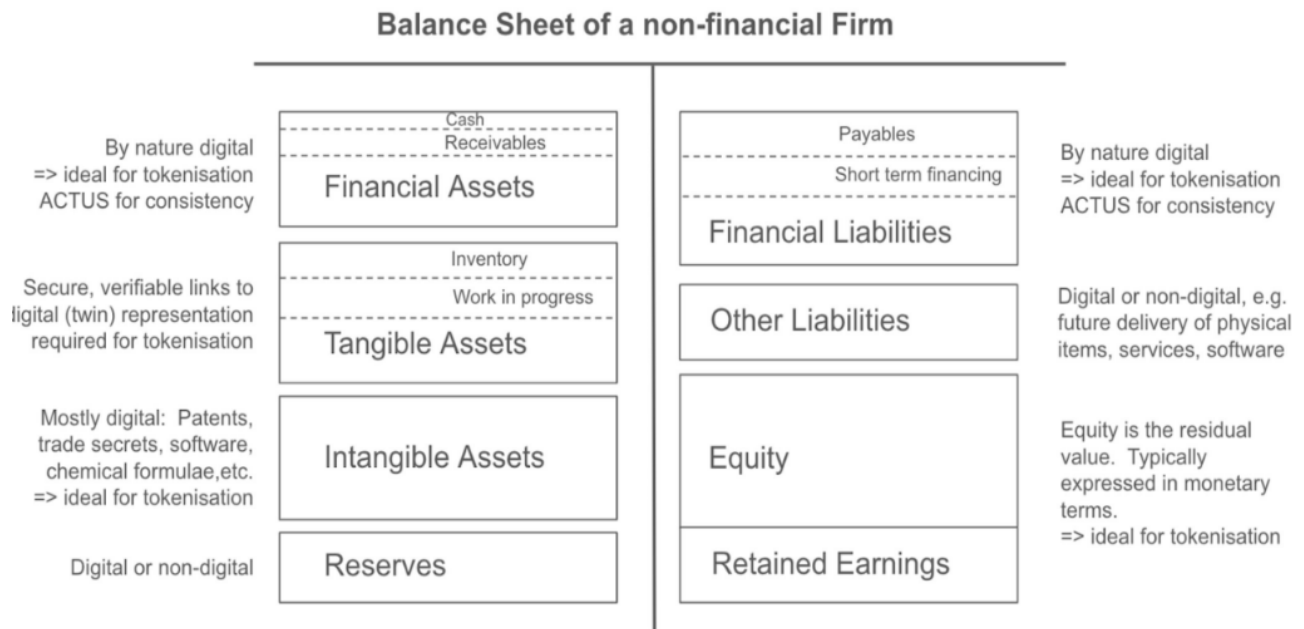 Balance Sheet of a non-financial Firm
By nature digital
=> ideal for tokenisation
ACTUS for consistency
Cash
Receivables
Financial Assets
Secure, verifiable links to
digital (twin) representation
required for tokenisation
Inventory
Work in progress
Tangible Assets
Mostly digital: Patents,
trade secrets, software,
chemical formulae,etc.
=> ideal for tokenisation
Intangible Assets
Digital or non-digital
Reserves
Payables
Short term financing
Financial Liabilities
By nature digital
=> ideal for tokenisation
ACTUS for consistency
Other Liabilities
Digital or non-digital, e.g.
future delivery of physical
items, services, software
Equity
Equity is the residual
value. Typically
expressed in monetary
terms.
=> ideal for tokenisation
Retained Earnings